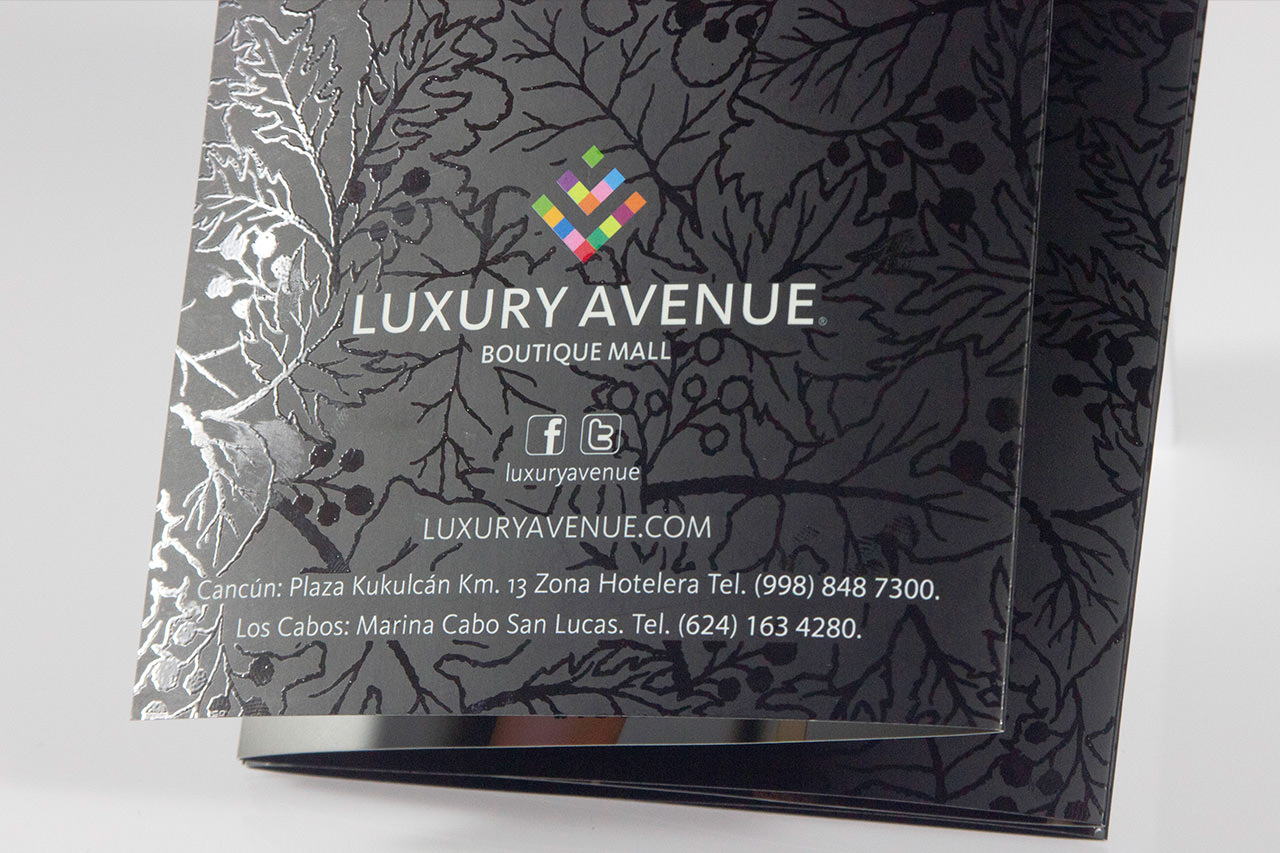 LUXURY AVENUE®
BOUTIQUE MALL
f t
luxuryavenue
LUXURYAVENUE.COM
Cancún: Plaza Kukulcán Km. 13 Zona Hotelera Tel. (998) 848 7300.
Los Cabos: Marina Cabo San Lucas. Tel. (624) 163 4280.